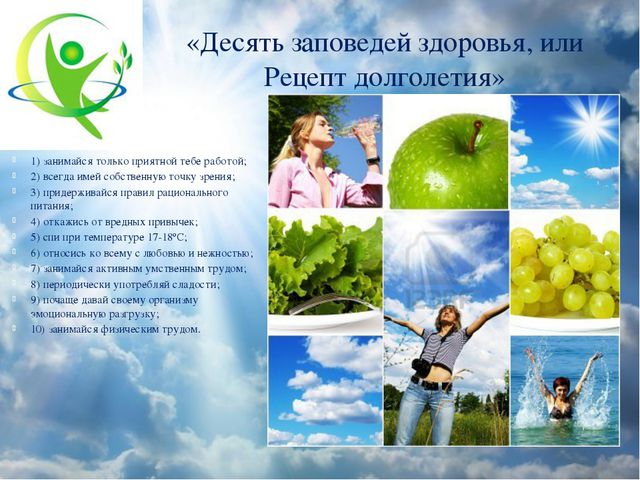 «Десять заповедей здоровья, или
Рецепт долголетия»
1) занимайся только приятной тебе работой;
2) всегда имей собственную точку зрения;
3) придерживайся правил рационального
питания;
4) откажись от вредных привычек;
5) спи при температуре 17-18°С;
6) относись ко всему с любовью и нежностью;
7) занимайся активным умственным трудом;
8) периодически употребляй сладости;
9) почаще давай своему организму
эмоциональную разгрузку;
10) занимайся физическим трудом.